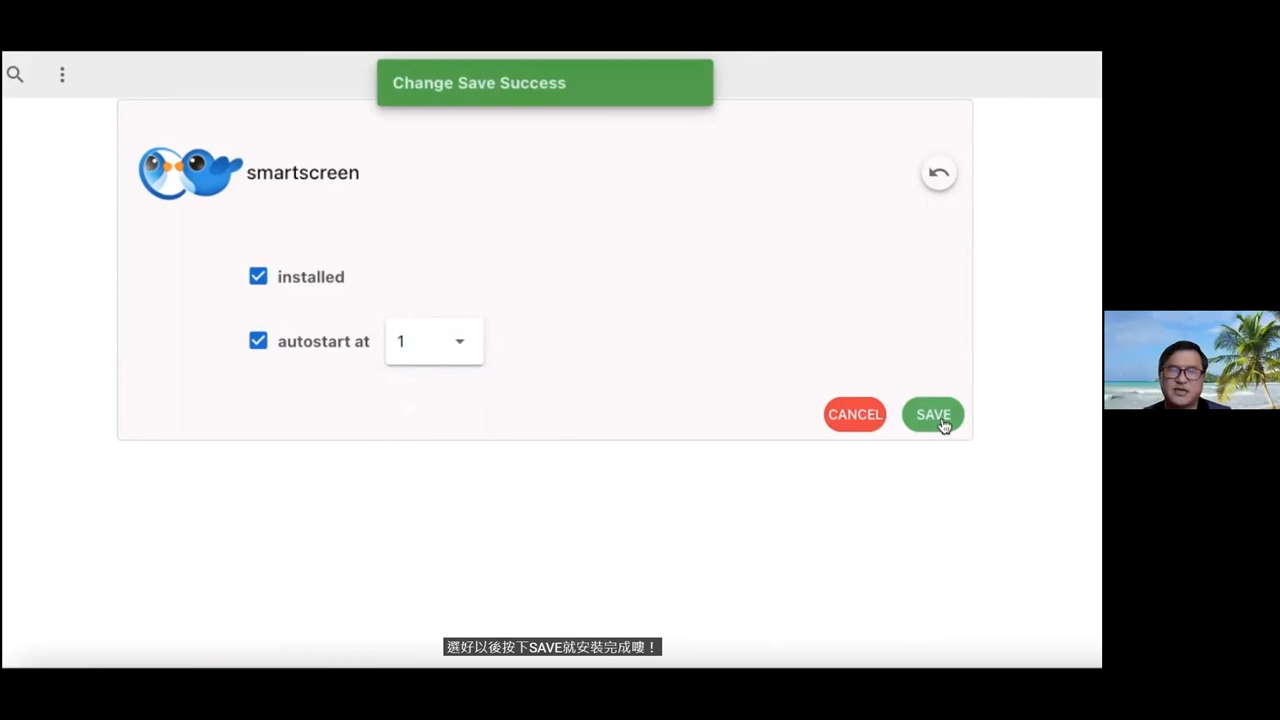 Change Save Success
smartscreen
installed
autostart at 1
CANCEL SAVE
選好以後按下SAVE就安裝完成嘍！